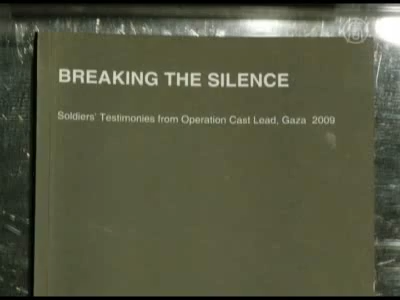 BREAKING THE SILENCE
Soldiers' Testimonies from Operation Cast Lead, Gaza 2009